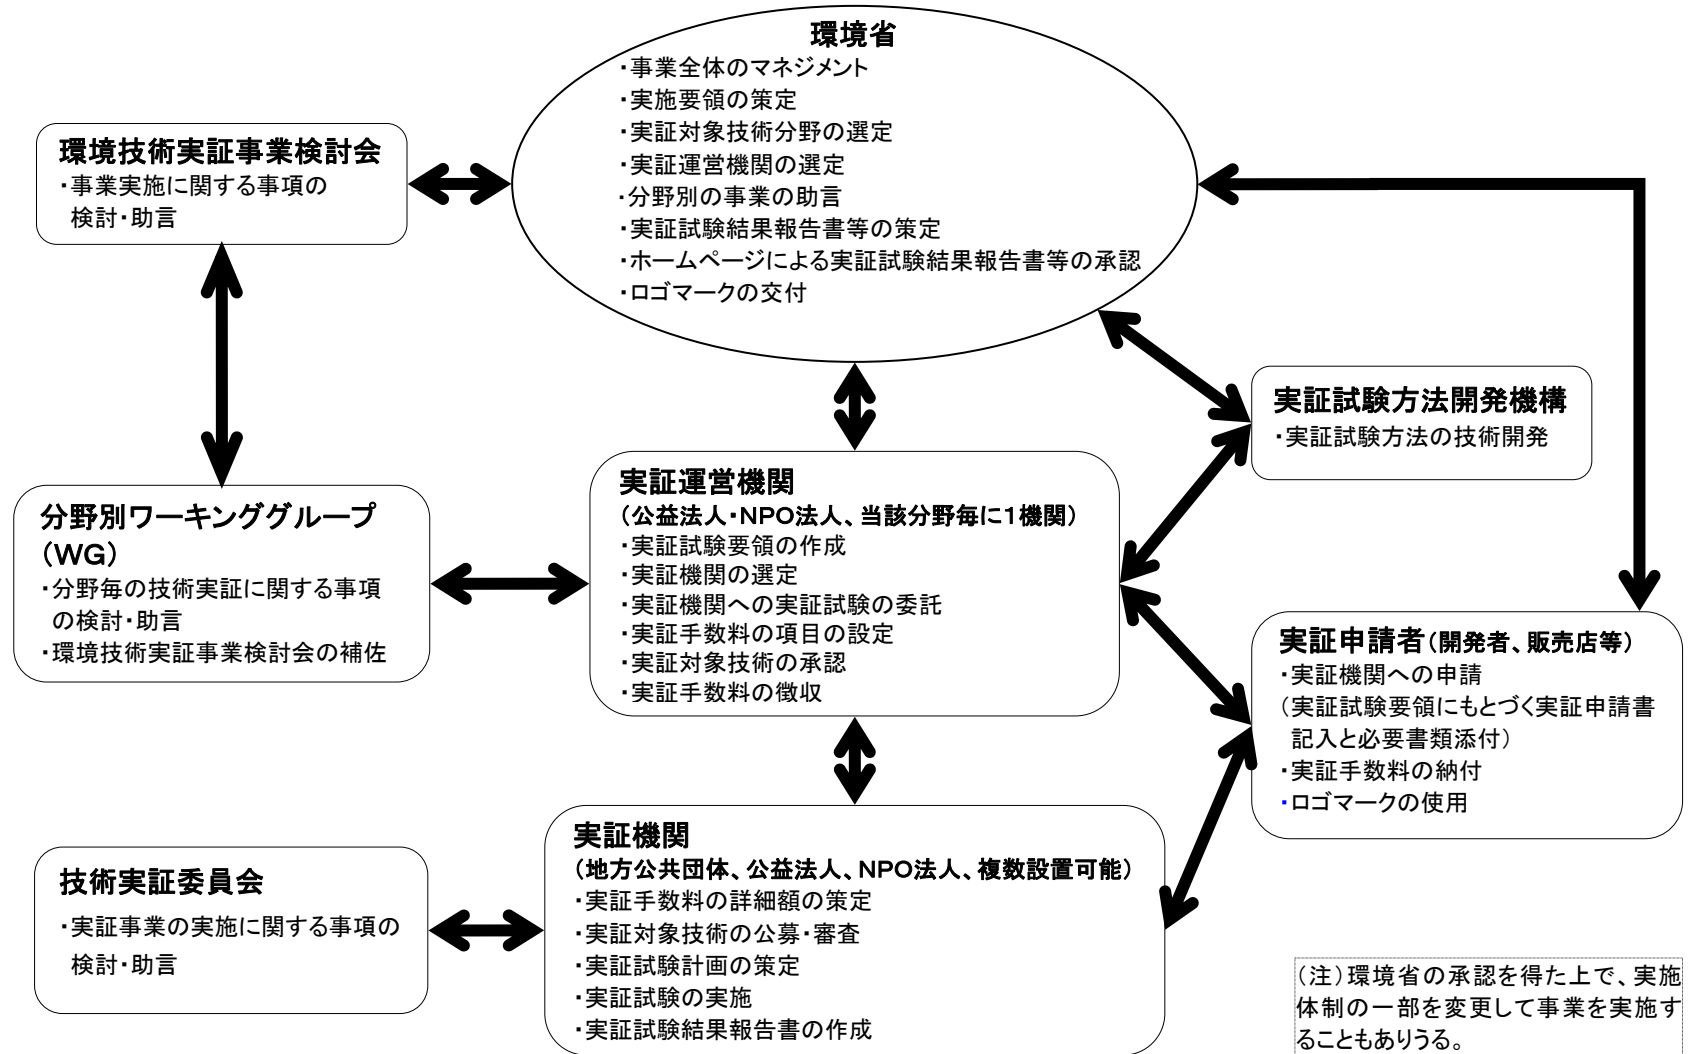 環境省
・事業全体のマネジメント
・実施要領の策定
・実証対象技術分野の選定
・実証運営機関の選定
・分野別の事業の助言
・実証試験結果報告書等の策定
・ホームページによる実証試験結果報告書等の承認
・ロゴマークの交付
環境技術実証事業検討会
・事業実施に関する事項の
検討・助言
実証試験方法開発機構
・実証試験方法の技術開発
分野別ワーキンググループ
(WG)
・分野毎の技術実証に関する事項
の検討・助言
・環境技術実証事業検討会の補佐
実証運営機関
(公益法人・NPO法人、当該分野毎に1機関)
・実証試験要領の作成
・実証機関の選定
・実証機関への実証試験の委託
・実証手数料の項目の設定
・実証対象技術の承認
・実証手数料の徴収
実証申請者(開発者、販売店等)
・実証機関への申請
(実証試験要領にもとづく実証申請書
記入と必要書類添付)
・実証手数料の納付
・ロゴマークの使用
技術実証委員会
・実証事業の実施に関する事項の
検討・助言
実証機関
(地方公共団体、公益法人、NPO法人、複数設置可能)
・実証手数料の詳細額の策定
・実証対象技術の公募・審査
・実証試験計画の策定
・実証試験の実施
・実証試験結果報告書の作成
(注)環境省の承認を得た上で、実施
体制の一部を変更して事業を実施す
ることもありうる。